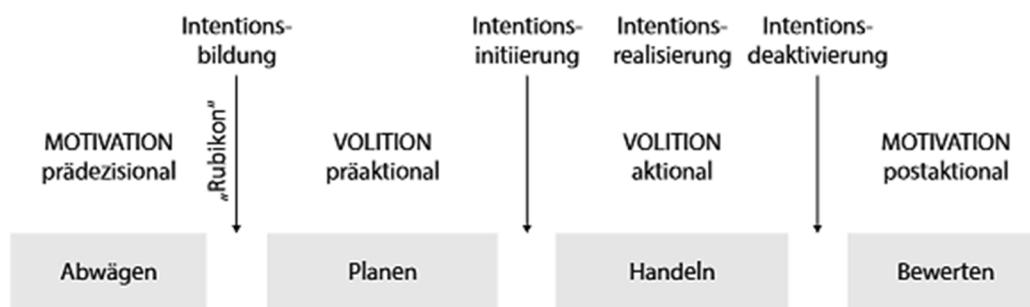 Intentions-
bildung
Intentions-
initiierung
Intentions-
realisierung
Intentions-
deaktivierung
„Rubikon“
MOTIVATION
prädezisional
VOLITION
präaktional
VOLITION
aktional
MOTIVATION
postaktional
Abwägen
Planen
Handeln
Bewerten